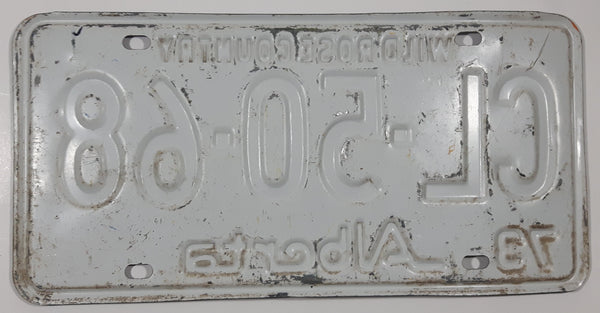 WILD ROSE COUNTRY
CL-50-68
73 Alberta